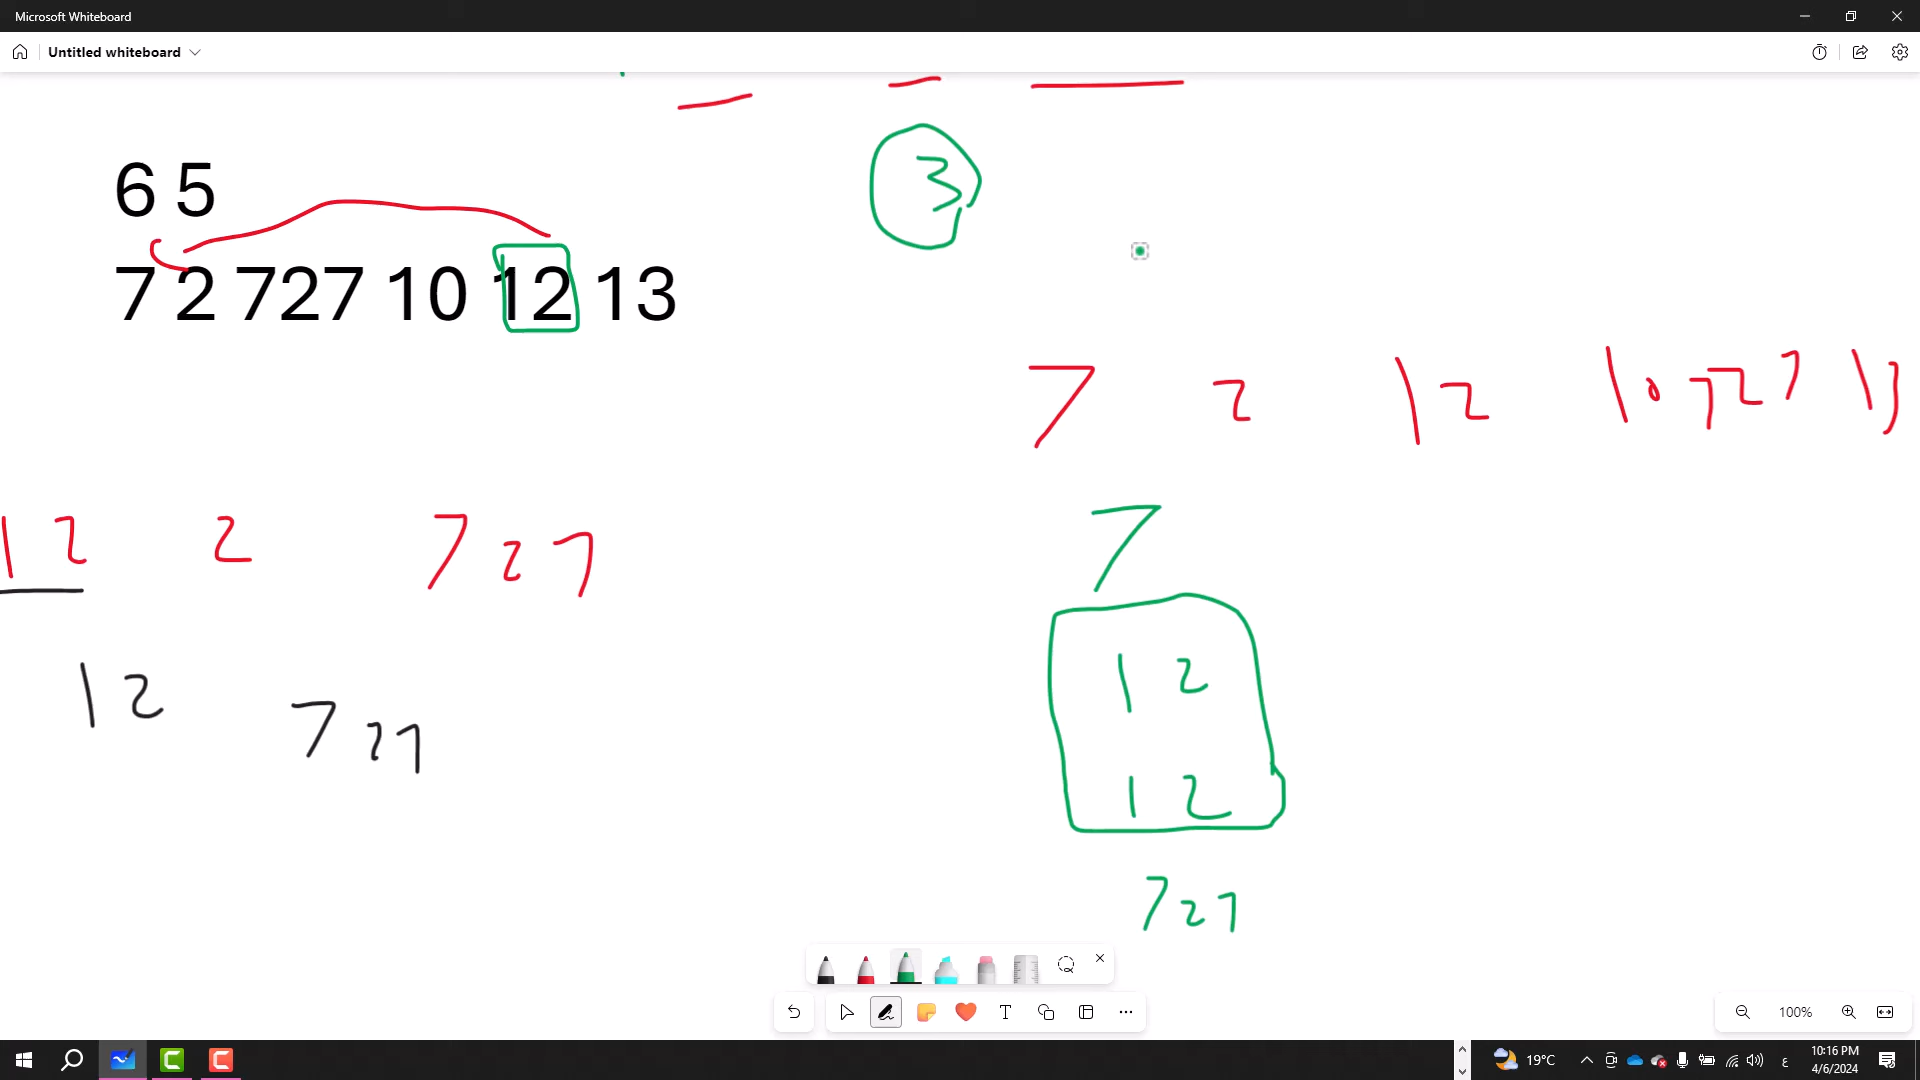 Microsoft Whiteboard
Untitled whiteboard
3
6 5
7 2 727 10 12 13
7 2 12 10 727 13
12 2 727
7
12 727
12
12
727
T
100%
19°C
ع
10:16 PM
4/6/2024